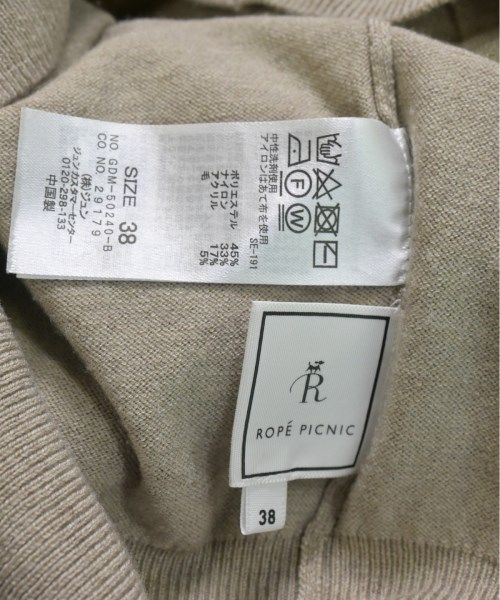 SIZE 38
NO. GDM-50240-B
CO.NO. 29179
(株)ジュン
ジュンカスタマーセンター
0120-298-133
中国製
中性洗剤使用
アイロンはあて布を使用
SE-191
ポリエステル 45%
ナイロン 33%
アクリル 17%
毛 5%
F
W
R
ROPÉ PICNIC
38